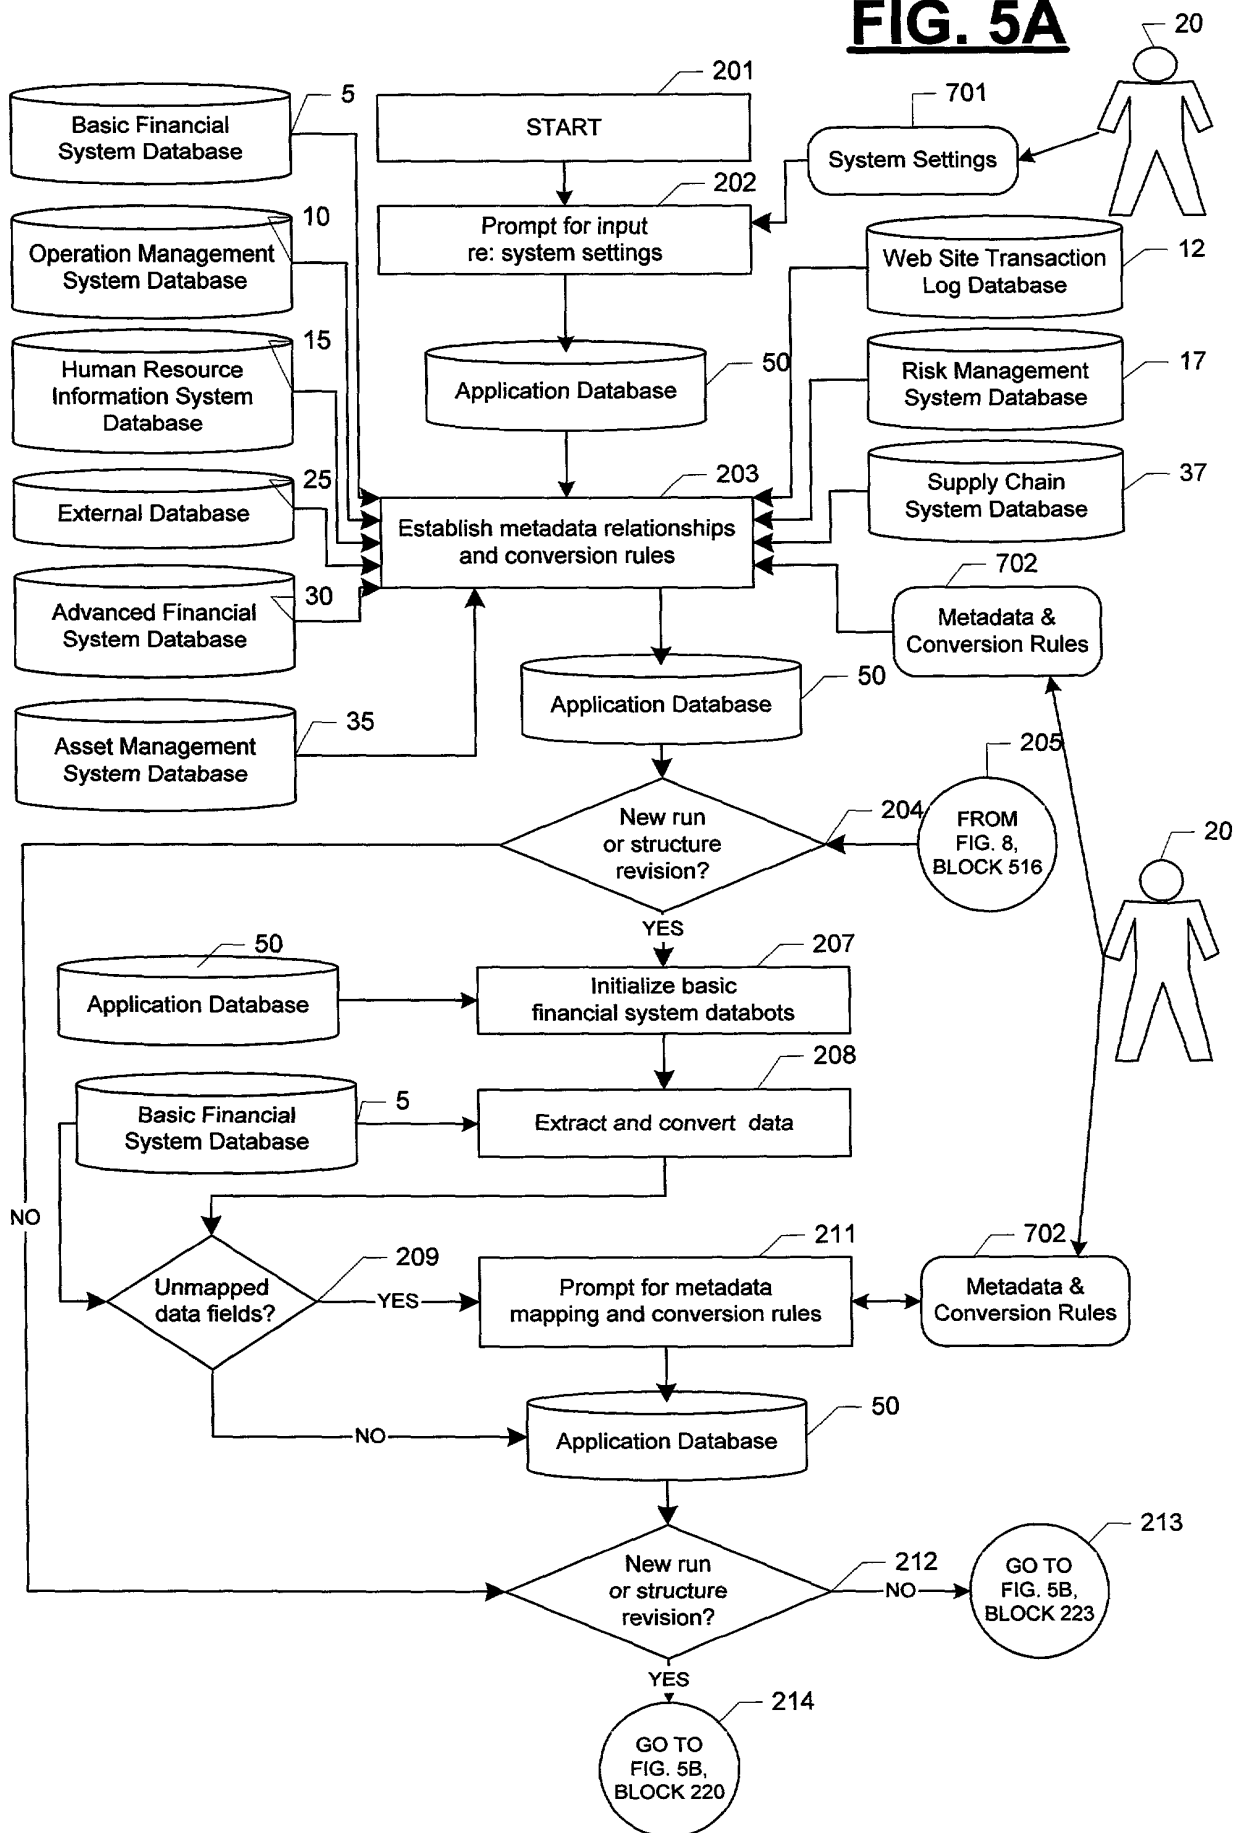 FIG. 5A
20
201
START
5
Basic Financial
System Database
701
System Settings
202
Prompt for input
re: system settings
10
Operation Management
System Database
12
Web Site Transaction
Log Database
15
Human Resource
Information System
Database
50
Application Database
17
Risk Management
System Database
25
External Database
203
Establish metadata relationships
and conversion rules
37
Supply Chain
System Database
30
Advanced Financial
System Database
702
Metadata &
Conversion Rules
50
Application Database
35
Asset Management
System Database
205
FROM
FIG. 8,
BLOCK 516
204
New run
or structure
revision?
20
YES
50
Application Database
207
Initialize basic
financial system databots
208
Extract and convert data
5
Basic Financial
System Database
NO
209
Unmapped
data fields?
YES
211
Prompt for metadata
mapping and conversion rules
702
Metadata &
Conversion Rules
NO
50
Application Database
212
New run
or structure
revision?
NO
213
GO TO
FIG. 5B,
BLOCK 223
YES
214
GO TO
FIG. 5B,
BLOCK 220